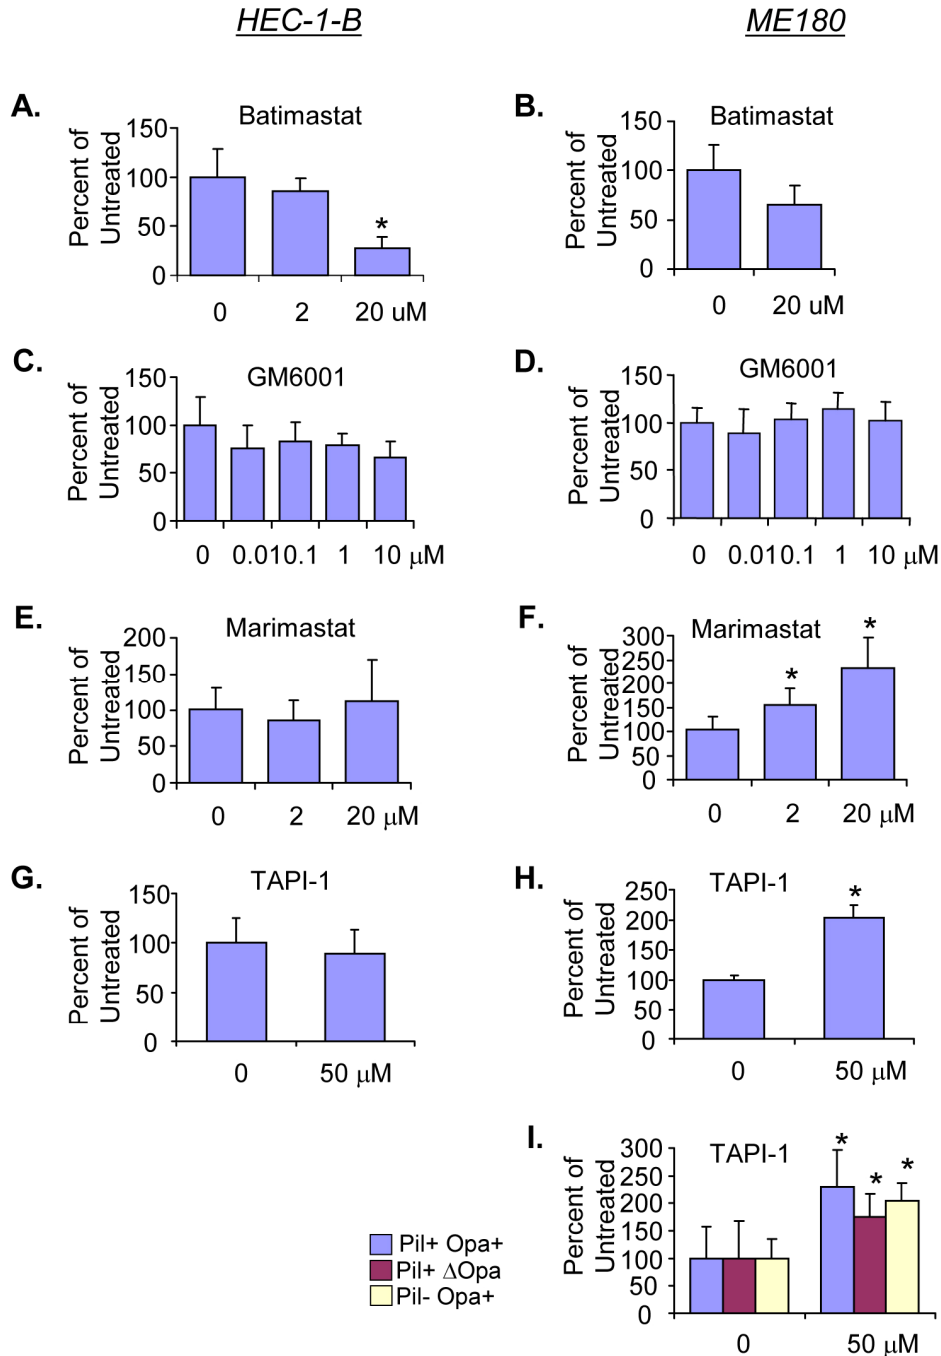 HEC-1-B
ME180
A.
Batimastat
Percent of
Untreated
150
100
50
0
*
0 2 20 uM
B.
Batimastat
Percent of
Untreated
150
100
50
0
0 20 uM
C.
GM6001
Percent of
Untreated
150
100
50
0
0 0.01 0.1 1 10 μM
D.
GM6001
Percent of
Untreated
150
100
50
0
0 0.01 0.1 1 10 μM
E.
Marimastat
Percent of
Untreated
200
150
100
50
0
0 2 20 μM
F.
Marimastat
Percent of
Untreated
300
250
200
150
100
50
0
* *
0 2 20 μM
G.
TAPI-1
Percent of
Untreated
150
100
50
0
0 50 μM
H.
TAPI-1
Percent of
Untreated
250
200
150
100
50
0
*
0 50 μM
I.
TAPI-1
Percent of
Untreated
300
250
200
150
100
50
0
* * *
0 50 μM
Pil+ Opa+
Pil+ ΔOpa
Pil- Opa+